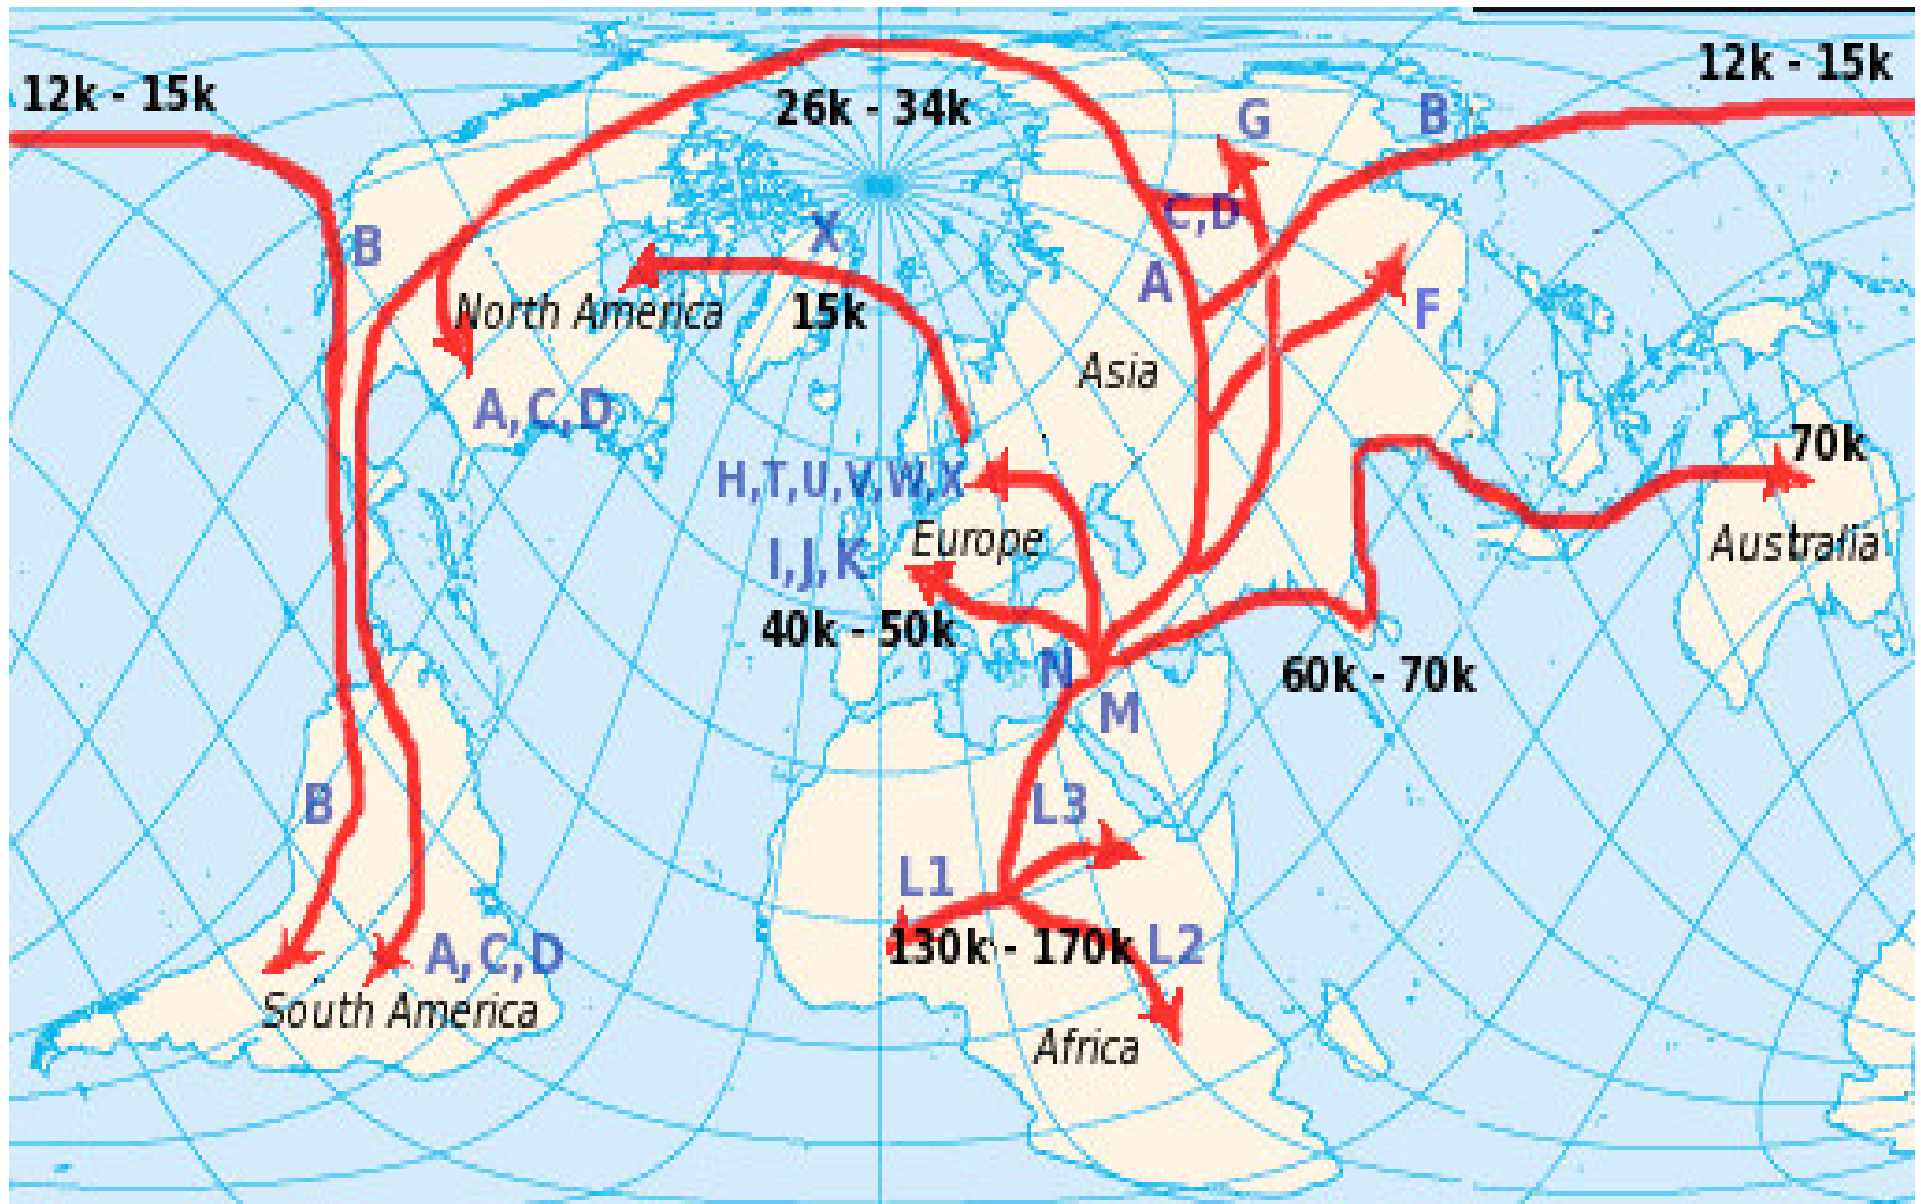 12k - 15k
12k - 15k
26k - 34k
G
B
C,D
X
B
A
North America
15k
F
Asia
A,C,D
70k
H,T,U,V,W,X
Europe
Australia
I,J,K
40k - 50k
N
60k - 70k
M
B
L3
L1
130k - 170k
L2
A,C,D
South America
Africa